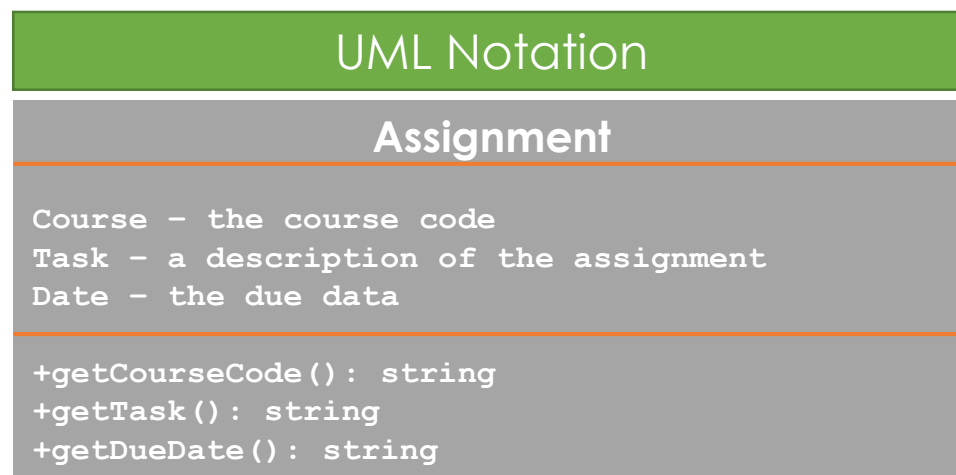 UML Notation
Assignment
Course – the course code
Task – a description of the assignment
Date – the due data
+getCourseCode(): string
+getTask(): string
+getDueDate(): string